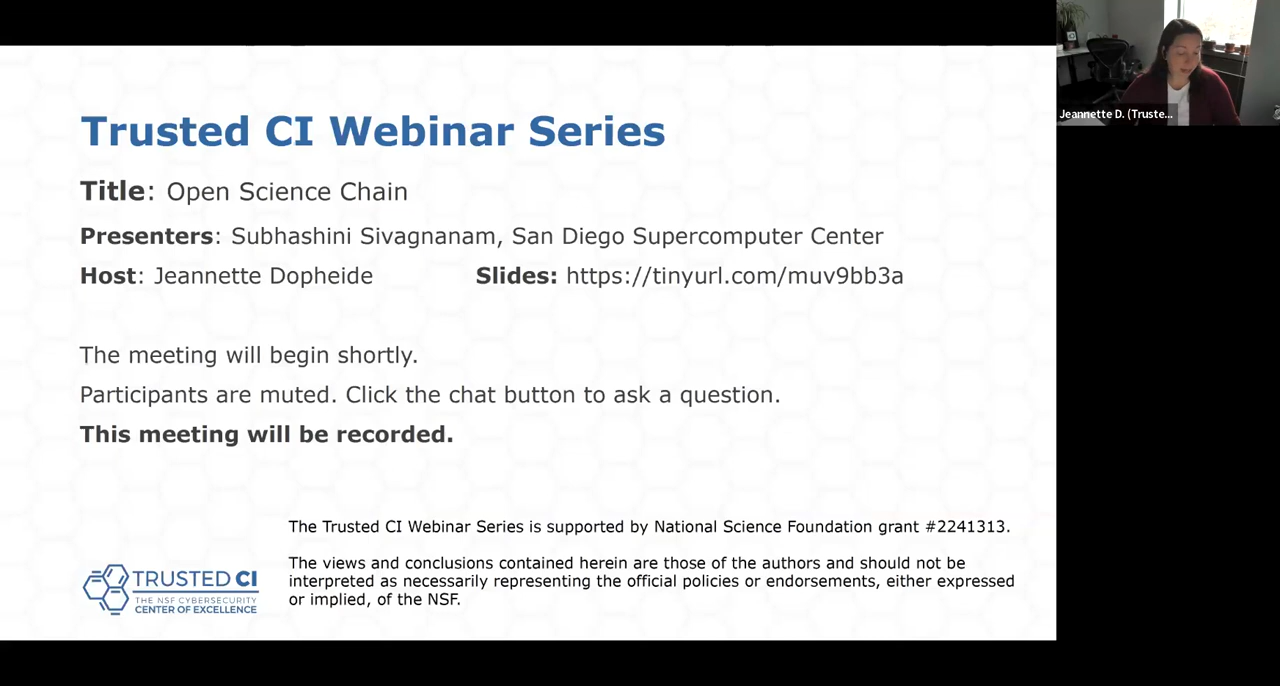 Trusted CI Webinar Series
Title: Open Science Chain
Presenters: Subhashini Sivagnanam, San Diego Supercomputer Center
Host: Jeannette Dopheide Slides: https://tinyurl.com/muv9bb3a
The meeting will begin shortly.
Participants are muted. Click the chat button to ask a question.
This meeting will be recorded.
The Trusted CI Webinar Series is supported by National Science Foundation grant #2241313.
The views and conclusions contained herein are those of the authors and should not be
interpreted as necessarily representing the official policies or endorsements, either expressed
or implied, of the NSF.
TRUSTED CI
THE NSF CYBERSECURITY
CENTER OF EXCELLENCE
Jeannette D. (Truste...